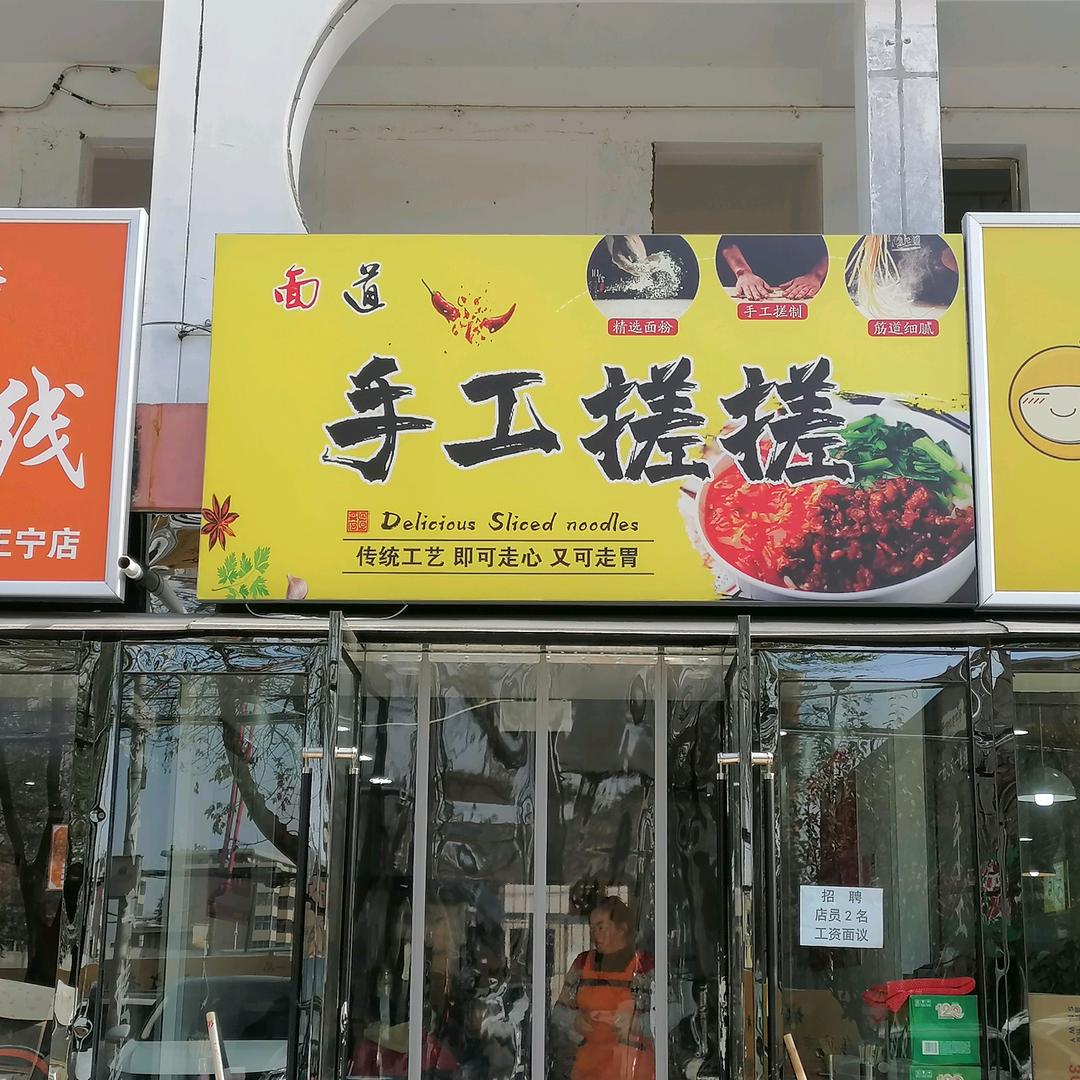 面道
精选面粉
手工搓制
筋道细腻
手工搓搓
Delicious Sliced noodles
传统工艺 即可走心 又可走胃
线
三宁店
招 聘
店员2名
工资面议